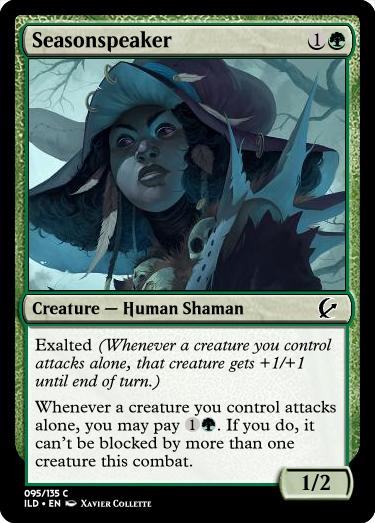 Seasonspeaker 1
Creature — Human Shaman
Exalted (Whenever a creature you control
attacks alone, that creature gets +1/+1
until end of turn.)
Whenever a creature you control attacks
alone, you may pay 1. If you do, it
can't be blocked by more than one
creature this combat.
1/2
095/135 C
ILD • EN Xavier Collette